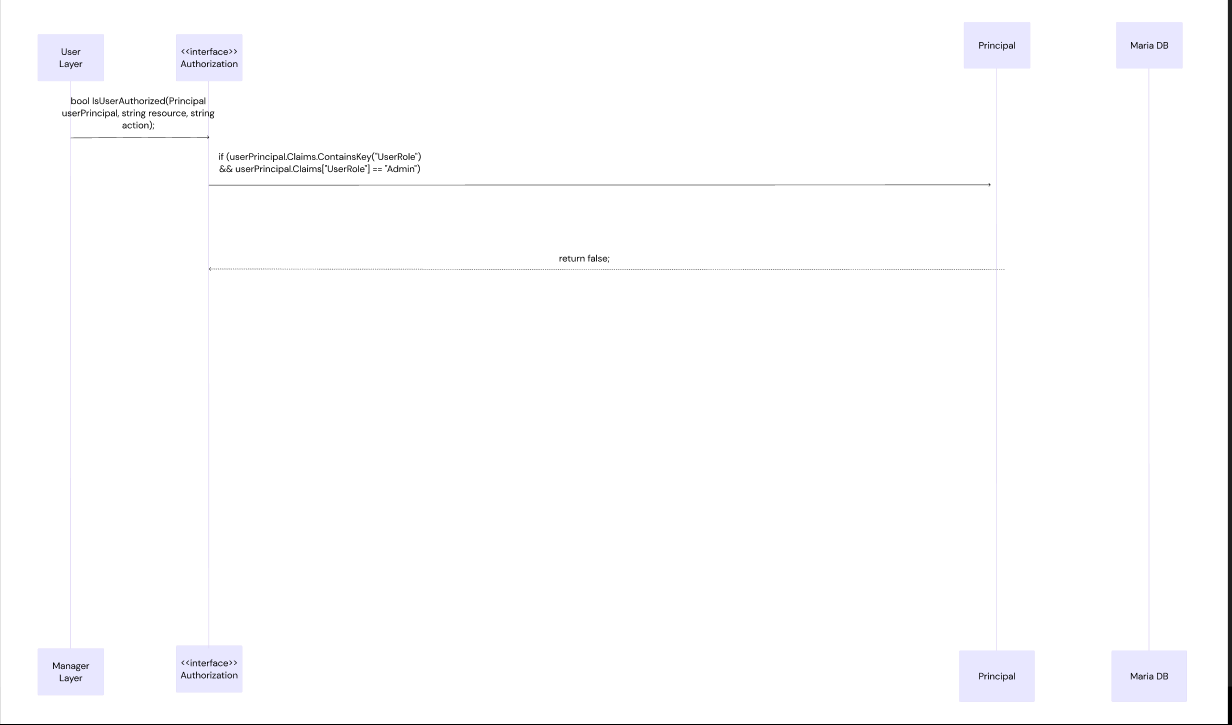 User
Layer
<<interface>>
Authorization
Principal
Maria DB
bool IsUserAuthorized(Principal
userPrincipal, string resource, string
action);
if (userPrincipal.Claims.ContainsKey("UserRole")
&& userPrincipal.Claims["UserRole"] == "Admin")
return false;
Manager
Layer
<<interface>>
Authorization
Principal
Maria DB